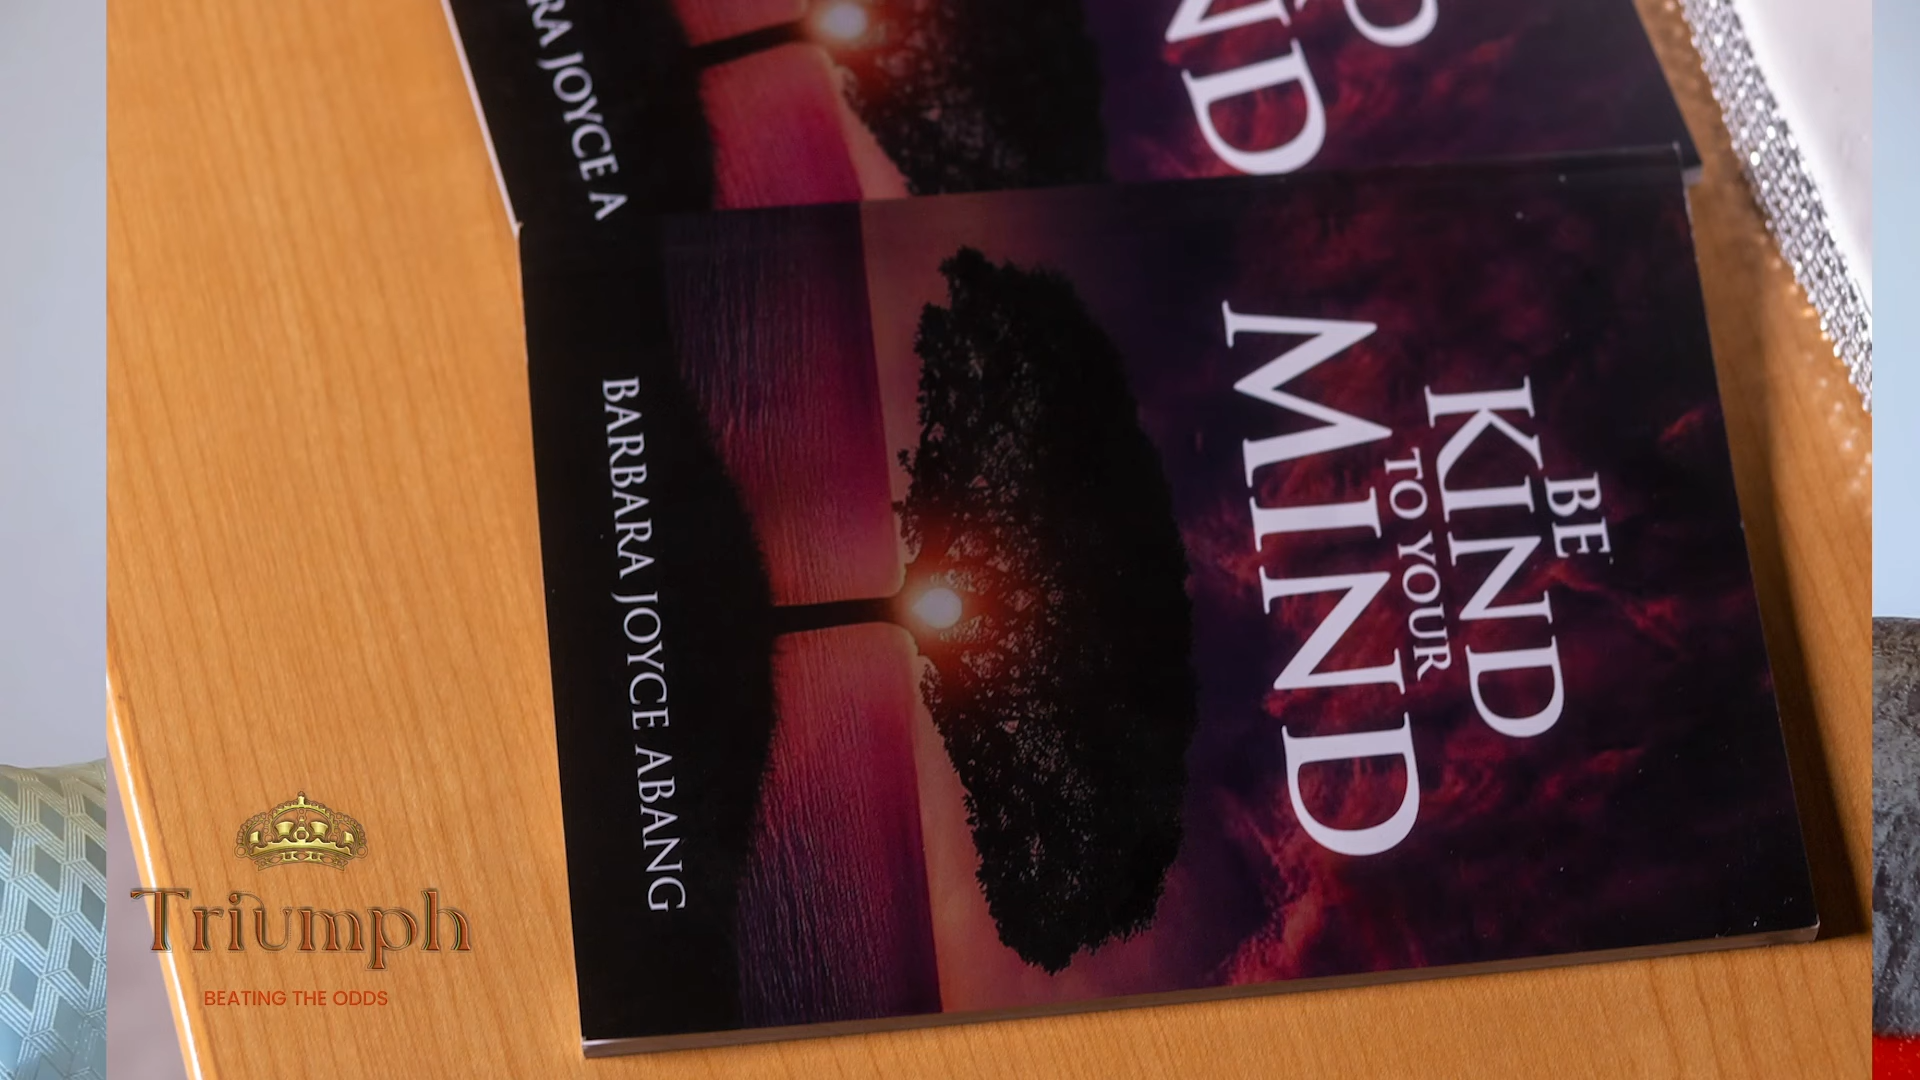 RA JOYCE A
ND
BE
KIND
TO YOUR
MIND
BARBARA JOYCE ABANG
Triumph
BEATING THE ODDS